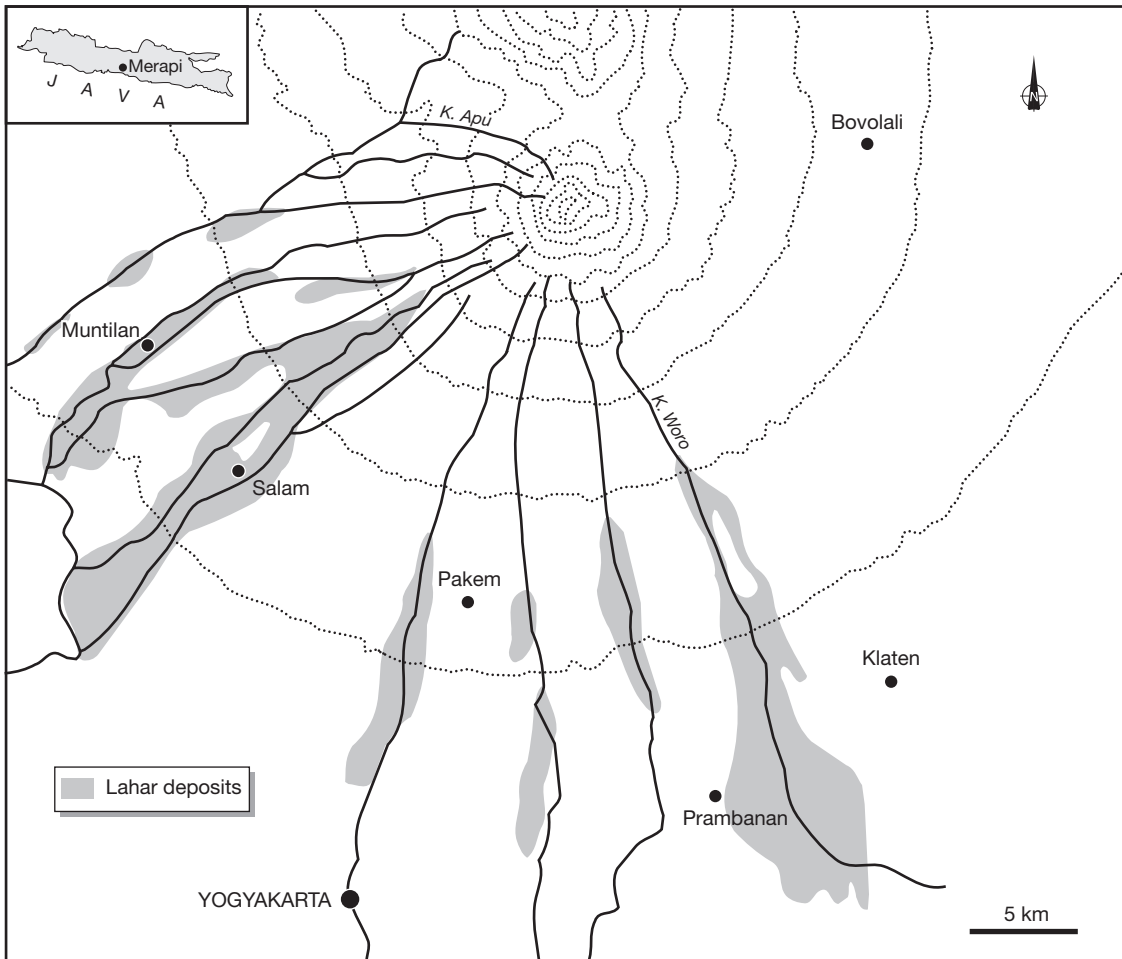 Merapi
J A V A
N
K. Apu
Bovolali
Muntilan
K. Woro
Salam
Pakem
Klaten
Lahar deposits
Prambanan
YOGYAKARTA
5 km